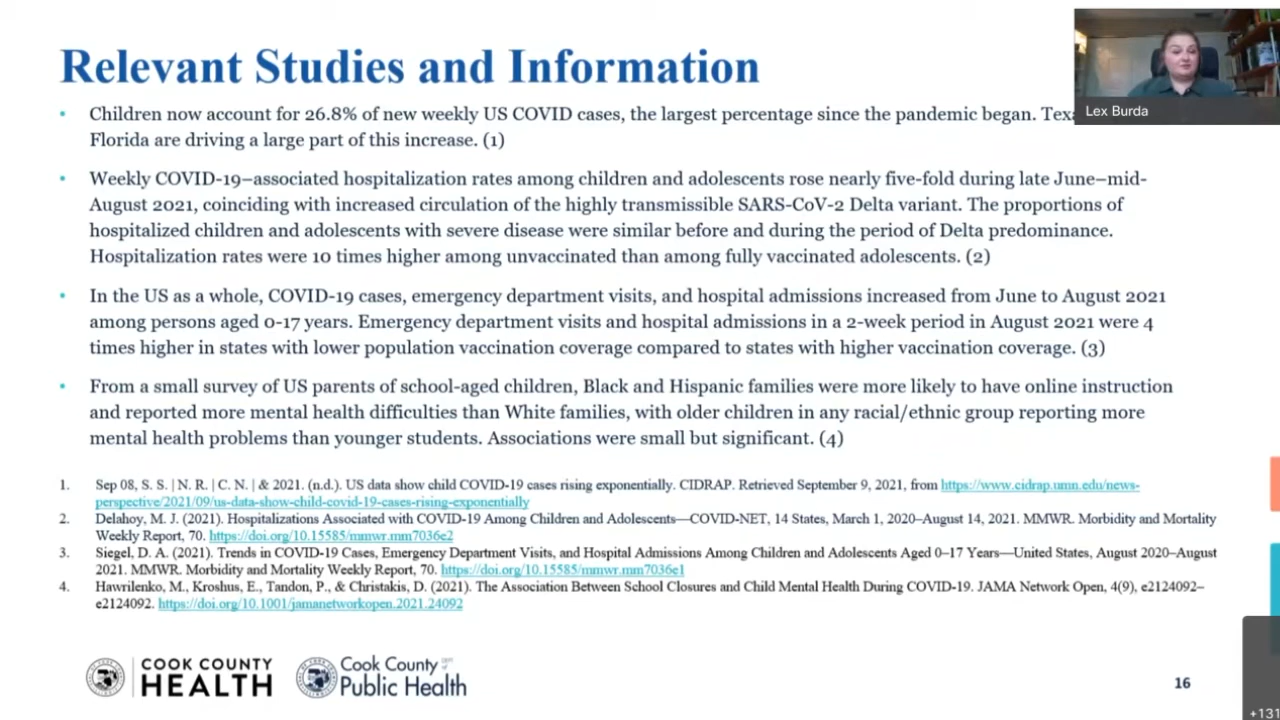 Relevant Studies and Information
Lex Burda
• Children now account for 26.8% of new weekly US COVID cases, the largest percentage since the pandemic began.
Florida are driving a large part of this increase. (1)
• Weekly COVID-19–associated hospitalization rates among children and adolescents rose nearly five-fold during late June–mid-
August 2021, coinciding with increased circulation of the highly transmissible SARS-CoV-2 Delta variant. The proportions of
hospitalized children and adolescents with severe disease were similar before and during the period of Delta predominance.
Hospitalization rates were 10 times higher among unvaccinated than among fully vaccinated adolescents. (2)
• In the US as a whole, COVID-19 cases, emergency department visits, and hospital admissions increased from June to August 2021
among persons aged 0-17 years. Emergency department visits and hospital admissions in a 2-week period in August 2021 were 4
times higher in states with lower population vaccination coverage compared to states with higher vaccination coverage. (3)
• From a small survey of US parents of school-aged children, Black and Hispanic families were more likely to have online instruction
and reported more mental health difficulties than White families, with older children in any racial/ethnic group reporting more
mental health problems than younger students. Associations were small but significant. (4)
1. Sep 08, S. S. | N. R. | C. N. | & 2021. (n.d.). US data show child COVID-19 cases rising exponentially. CIDRAP. Retrieved September 9, 2021, from https://www.cidrap.umn.edu/news-
perspective/2021/09/us-data-show-child-covid-19-cases-rising-exponentially
2. Delahoy, M. J. (2021). Hospitalizations Associated with COVID-19 Among Children and Adolescents—COVID-NET, 14 States, March 1, 2020–August 14, 2021. MMWR. Morbidity and Mortality
Weekly Report, 70. https://doi.org/10.15585/mmwr.mm7036e2
3. Siegel, D. A. (2021). Trends in COVID-19 Cases, Emergency Department Visits, and Hospital Admissions Among Children and Adolescents Aged 0–17 Years—United States, August 2020–August
2021. MMWR. Morbidity and Mortality Weekly Report, 70. https://doi.org/10.15585/mmwr.mm7036e1
4. Hawrilenko, M., Kroshus, E., Tandon, P., & Christakis, D. (2021). The Association Between School Closures and Child Mental Health During COVID-19. JAMA Network Open, 4(9), e2124092–
e2124092. https://doi.org/10.1001/jamanetworkopen.2021.24092
COOK COUNTY
HEALTH
Cook County
Public Health
16
+131